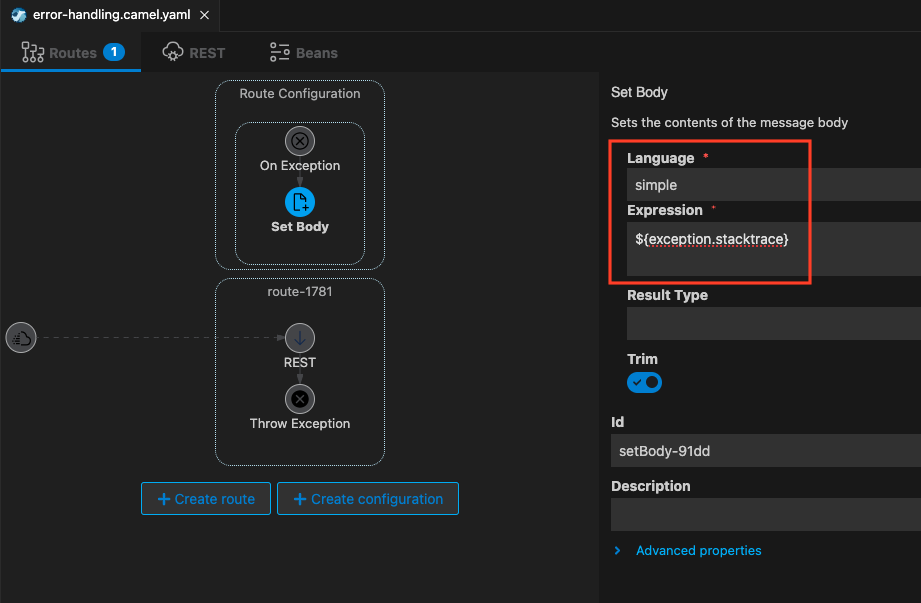 error-handling.camel.yaml
Routes 1 REST Beans
Route Configuration
On Exception
Set Body
route-1781
REST
Throw Exception
+ Create route + Create configuration
Set Body
Sets the contents of the message body
Language *
simple
Expression *
${exception.stacktrace}
Result Type
Trim
Id
setBody-91dd
Description
Advanced properties